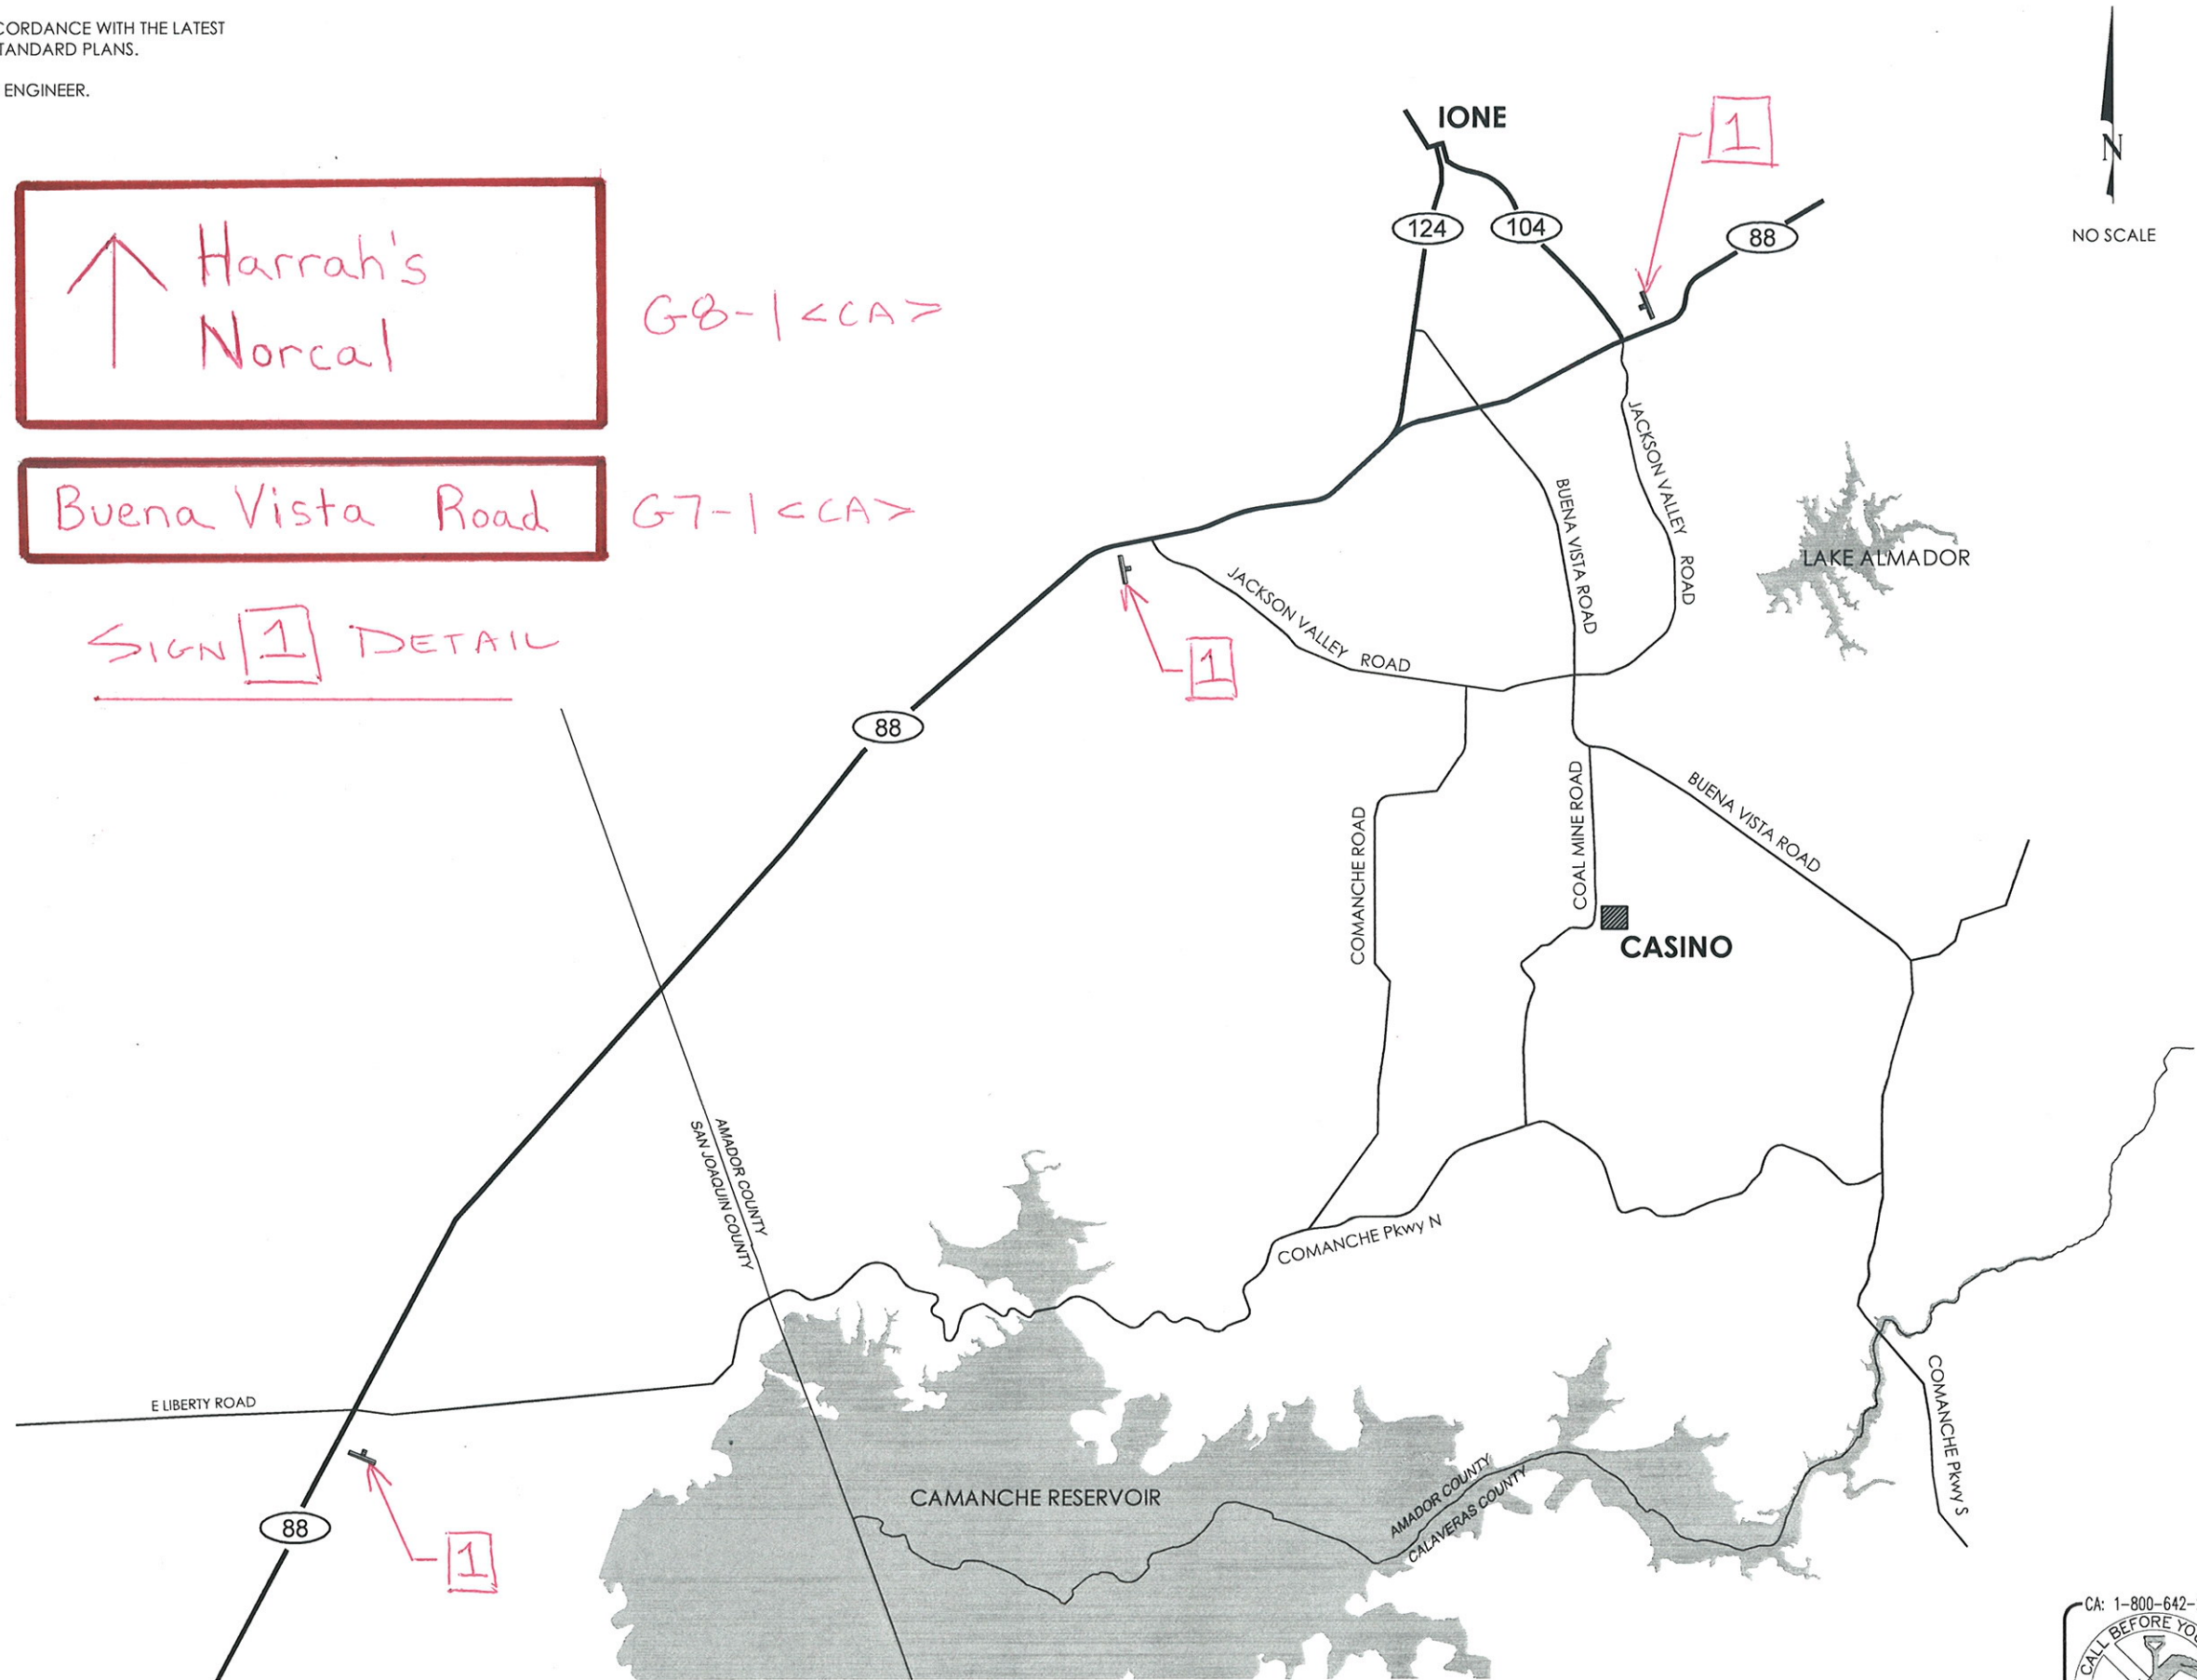 CORDANCE WITH THE LATEST
TANDARD PLANS.
ENGINEER.
Harrah's
Norcal
G8-1<CA>
Buena Vista Road
G7-1<CA>
SIGN 1 DETAIL
IONE
1
N
NO SCALE
124
104
88
JACKSON VALLEY ROAD
BUENA VISTA ROAD
LAKE ALMADOR
JACKSON VALLEY ROAD
1
88
COMANCHE ROAD
COAL MINE ROAD
BUENA VISTA ROAD
CASINO
AMADOR COUNTY
SAN JOAQUIN COUNTY
COMANCHE Pkwy N
E LIBERTY ROAD
COMANCHE Pkwy S
CAMANCHE RESERVOIR
AMADOR COUNTY
CALAVERAS COUNTY
88
1
CA: 1-800-642-
CALL BEFORE YO